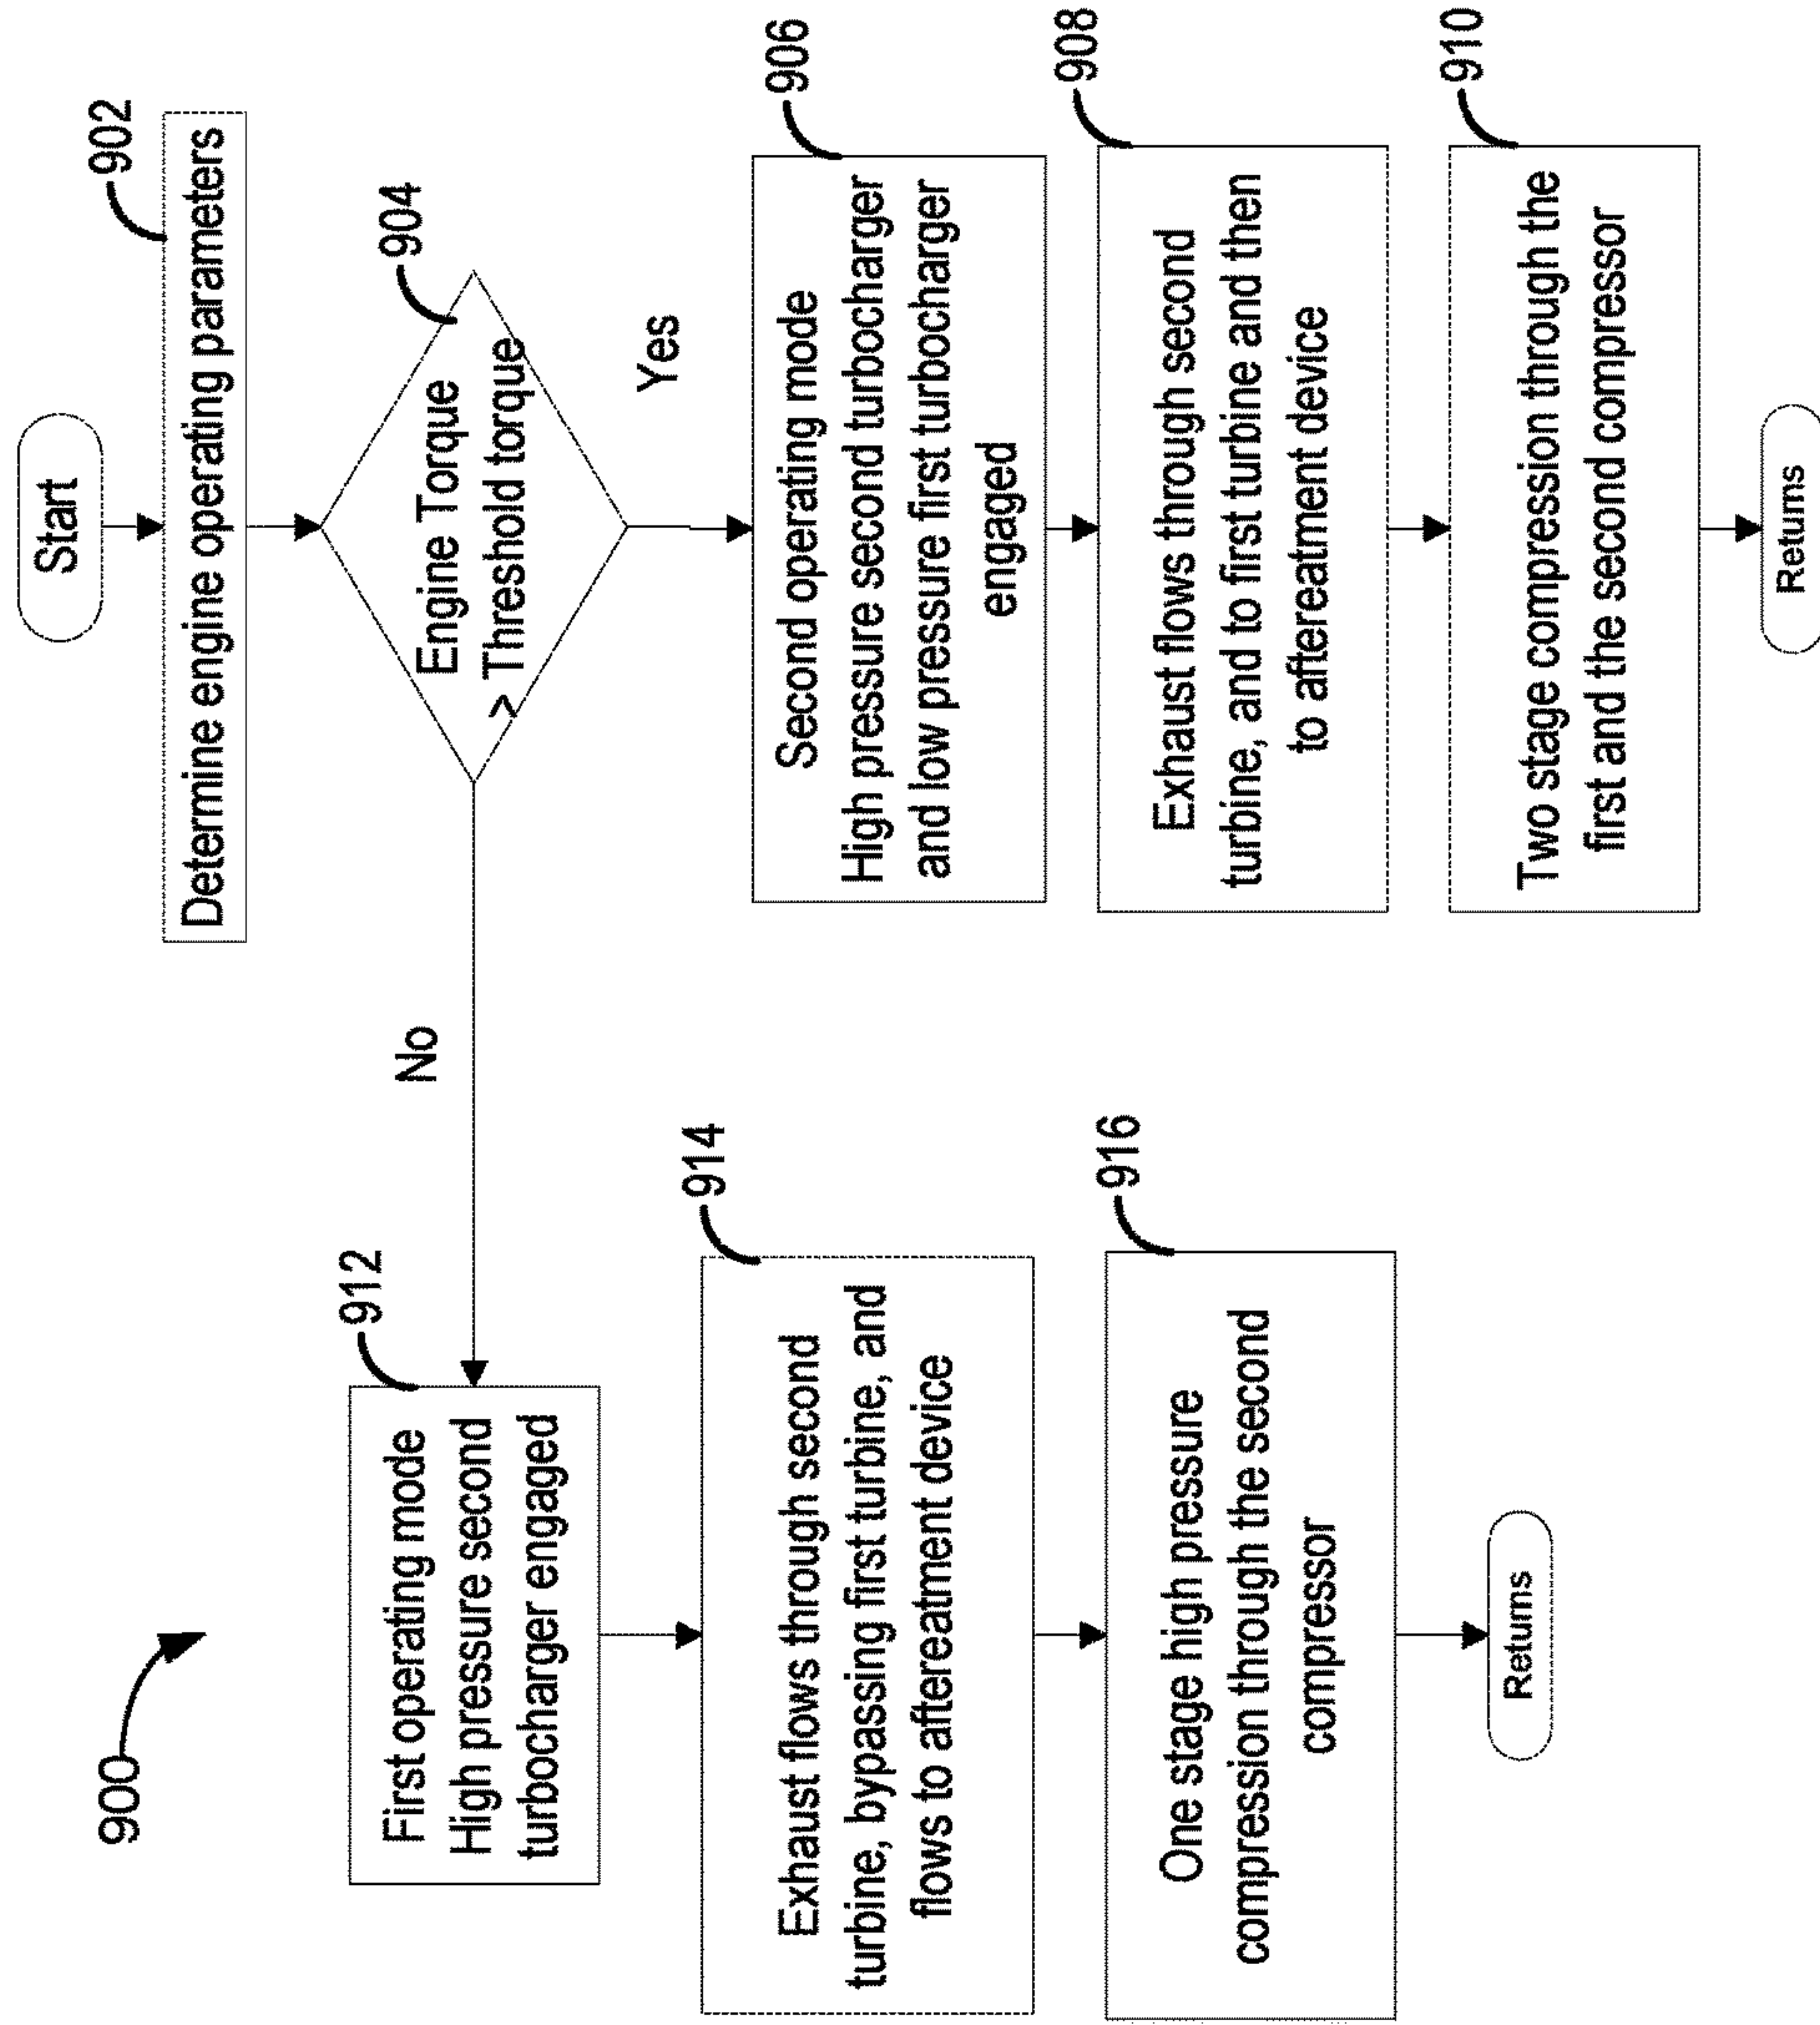 900
Start
902
Determine engine operating parameters
904
Engine Torque
> Threshold torque
No
Yes
912
First operating mode
High pressure second
turbocharger engaged
914
Exhaust flows through second
turbine, bypassing first turbine, and
flows to aftereatment device
916
One stage high pressure
compression through the second
compressor
Returns
906
Second operating mode
High pressure second turbocharger
and low pressure first turbocharger
engaged
908
Exhaust flows through second
turbine, and to first turbine and then
to aftereatment device
910
Two stage compression through the
first and the second compressor
Returns